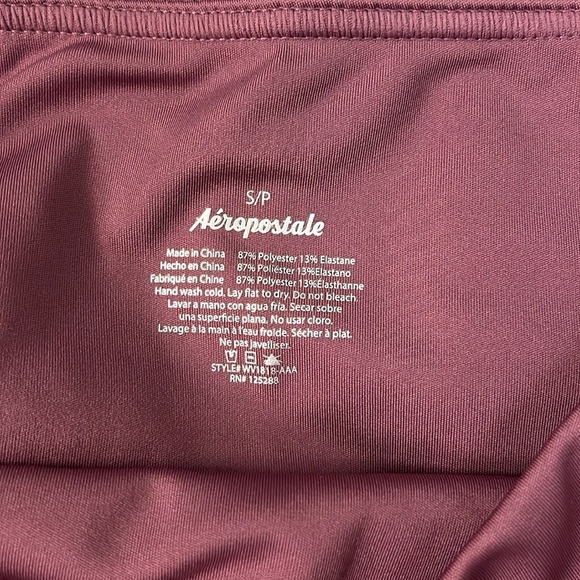 S/P
Aéropostale
Made in China 87% Polyester 13% Elastane
Hecho en China 87% Poliéster 13%Elastano
Fabriqué en Chine 87% Polyester 13%Élasthanne
Hand wash cold. Lay flat to dry. Do not bleach.
Lavar a mano con agua fría. Secar sobre
una superficie plana. No usar cloro.
Lavage à la main à l'eau froide. Sécher à plat.
Ne pas javelliser.
STYLE# WV181B-AAA
RN# 125288